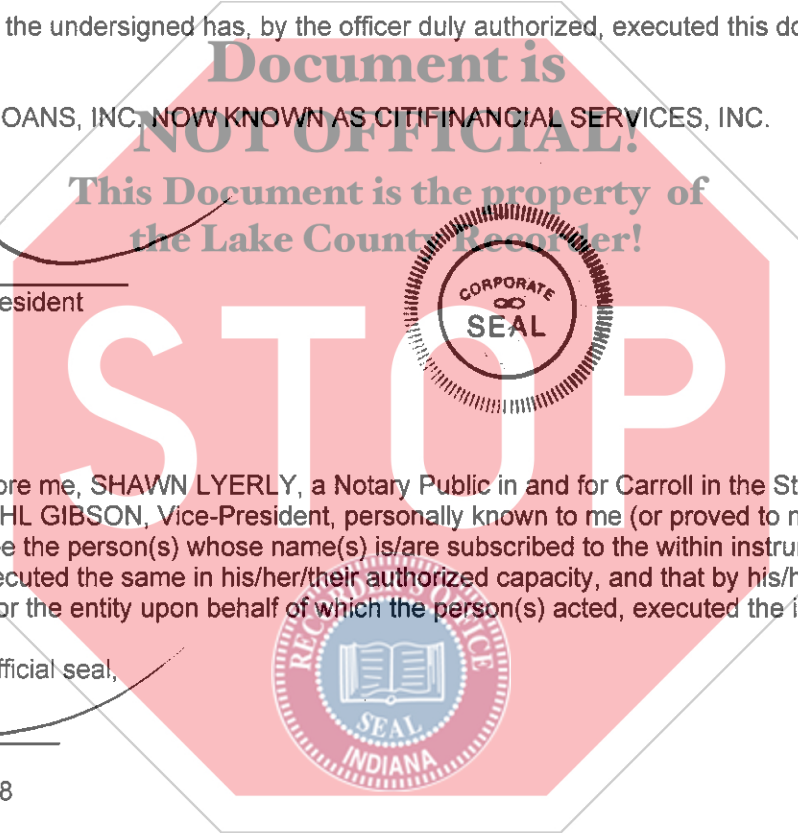 the undersigned has, by the officer duly authorized, executed this do
Document is
OANS, INC. NOW KNOWN AS CITIFINANCIAL SERVICES, INC.
NOT OFFICIAL!
This Document is the property of
the Lake County Recorder!
esident
CORPORATE
SEAL
STOP
ore me, SHAWN LYERLY, a Notary Public in and for Carroll in the St
HL GIBSON, Vice-President, personally known to me (or proved to m
e the person(s) whose name(s) is/are subscribed to the within instru
ecuted the same in his/her/their authorized capacity, and that by his/h
or the entity upon behalf of which the person(s) acted, executed the i
RECORDER'S OFFICE
SEAL
INDIANA
fficial seal,
8